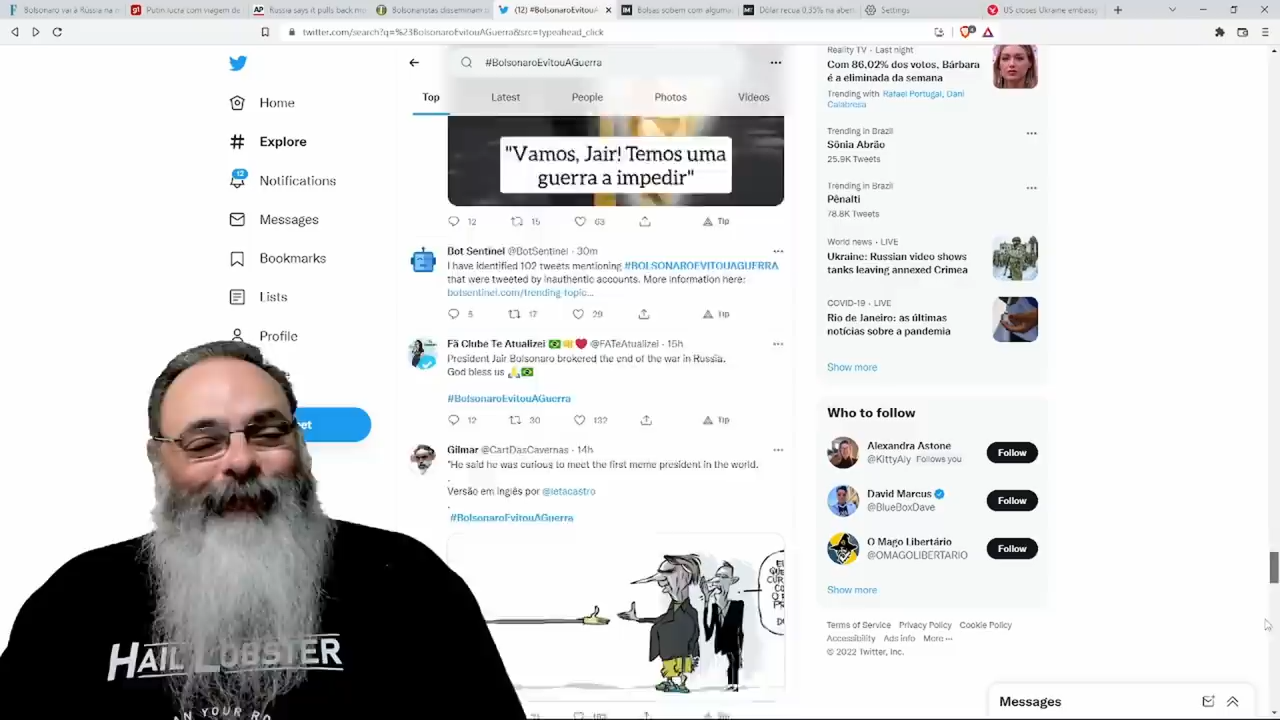 Bolsonaro vai à Rússia na m
Putin lucra com viagem de
Russia says it pulls back mo
Bolsonaristas disseminam
(12) #BolsonaroEvitouA
Bolsas sobem com algum
Dólar recua 0,35% na aber
Settings
US closes Ukraine embassy
twitter.com/search?q=%23BolsonaroEvitouAGuerra&src=typeahead_click
Home
Explore
12
Notifications
Messages
Bookmarks
Lists
Profile
et
#BolsonaroEvitouAGuerra
Top
Latest
People
Photos
Videos
"Vamos, Jair! Temos uma
guerra a impedir"
12 15 63 Tip
Bot Sentinel @BotSentinel · 30m
I have identified 102 tweets mentioning #BOLSONAROEVITOUAGUERRA
that were tweeted by inauthentic accounts. More information here:
botsentinel.com/trending-topic...
5 17 29 Tip
Fã Clube Te Atualizei 🇧🇷 ❤️ @FATeAtualizei · 15h
President Jair Bolsonaro brokered the end of the war in Russia.
God bless us 🙏🇧🇷
#BolsonaroEvitouAGuerra
12 30 132 Tip
Gilmar @CartDasCavernas · 14h
"He said he was curious to meet the first meme president in the world.
.
Versão em inglês por @letacastro
.
#BolsonaroEvitouAGuerra
Reality TV · Last night
Com 86,02% dos votos, Bárbara
é a eliminada da semana
Trending with Rafael Portugal, Dani
Calabresa
Trending in Brazil
Sônia Abrão
25.9K Tweets
Trending in Brazil
Pênalti
78.8K Tweets
World news · LIVE
Ukraine: Russian video shows
tanks leaving annexed Crimea
COVID-19 · LIVE
Rio de Janeiro: as últimas
notícias sobre a pandemia
Show more
Who to follow
Alexandra Astone
@KittyAly Follows you
Follow
David Marcus
@BlueBoxDave
Follow
O Mago Libertário
@OMAGOLIBERTARIO
Follow
Show more
Terms of Service Privacy Policy Cookie Policy
Accessibility Ads info More ···
© 2022 Twitter, Inc.
Messages
HAIL LOBSTER
AN YOUR RO